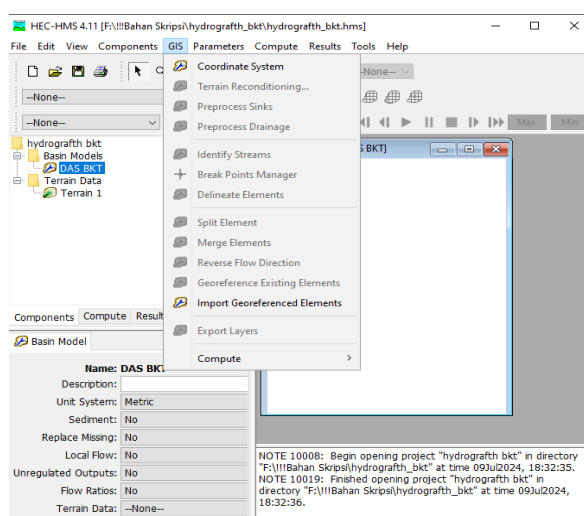 HEC-HMS 4.11 [F:\!!!Bahan Skripsi\hydrografth_bkt\hydrografth_bkt.hms]
File Edit View Components GIS Parameters Compute Results Tools Help
--None--
--None--
--None--
Max Min
Coordinate System
Terrain Reconditioning...
Preprocess Sinks
Preprocess Drainage
Identify Streams
Break Points Manager
Delineate Elements
Split Element
Merge Elements
Reverse Flow Direction
Georeference Existing Elements
Import Georeferenced Elements
Export Layers
Compute
hydrografth bkt
Basin Models
DAS BKT
Terrain Data
Terrain 1
BKT]
Components Compute Result
Basin Model
Name: DAS BKT
Description:
Unit System: Metric
Sediment: No
Replace Missing: No
Local Flow: No
Unregulated Outputs: No
Flow Ratios: No
Terrain Data: --None--
NOTE 10008: Begin opening project "hydrografth bkt" in directory
"F:\!!!Bahan Skripsi\hydrografth_bkt" at time 09Jul2024, 18:32:35.
NOTE 10019: Finished opening project "hydrografth bkt" in
directory "F:\!!!Bahan Skripsi\hydrografth_bkt" at time 09Jul2024,
18:32:36.